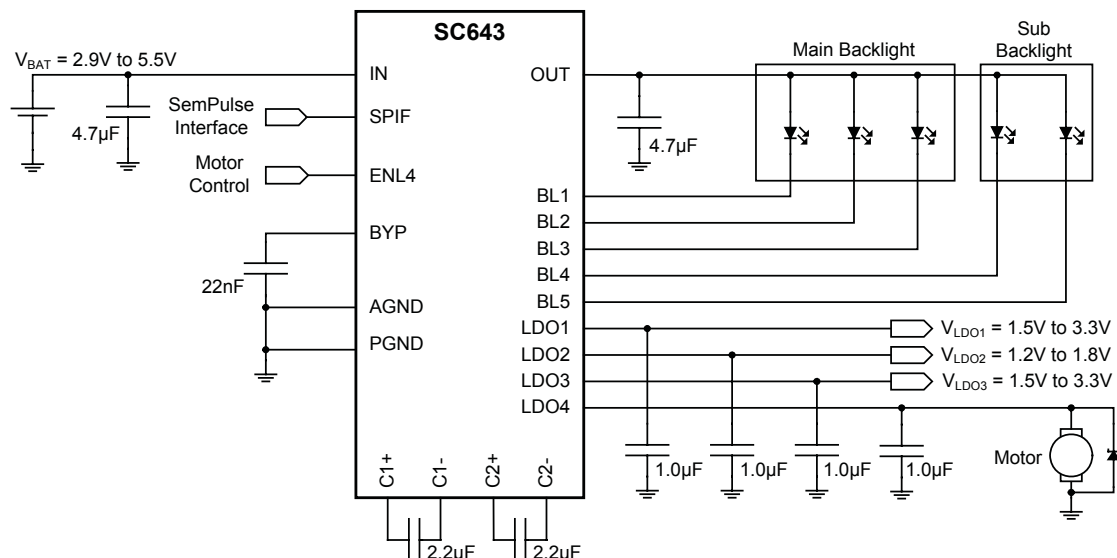 SC643
V_BAT = 2.9V to 5.5V
4.7µF
SemPulse
Interface
Motor
Control
22nF
IN
SPIF
ENL4
BYP
AGND
PGND
C1+
C1-
C2+
C2-
2.2µF
2.2µF
OUT
BL1
BL2
BL3
BL4
BL5
LDO1
LDO2
LDO3
LDO4
4.7µF
Main Backlight
Sub
Backlight
V_LDO1 = 1.5V to 3.3V
V_LDO2 = 1.2V to 1.8V
V_LDO3 = 1.5V to 3.3V
1.0µF
1.0µF
1.0µF
1.0µF
Motor